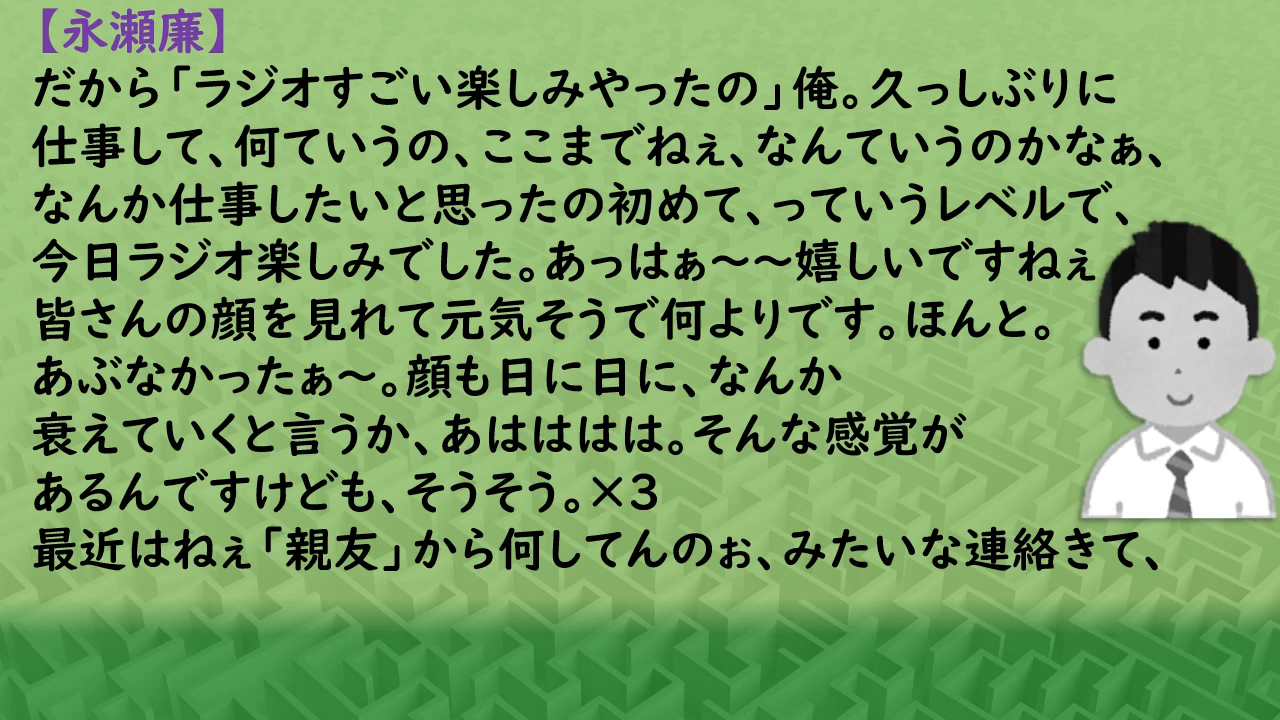 【永瀬廉】
だから「ラジオすごい楽しみやったの」俺。久っしぶりに
仕事して、何ていうの、ここまでねぇ、なんていうのかなぁ、
なんか仕事したいと思ったの初めて、っていうレベルで、
今日ラジオ楽しみでした。あっはぁ～～嬉しいですねぇ
皆さんの顔を見れて元気そうで何よりです。ほんと。
あぶなかったぁ～。顔も日に日に、なんか
衰えていくと言うか、あはははは。そんな感覚が
あるんですけども、そうそう。×3
最近はねぇ「親友」から何してんのぉ、みたいな連絡きて、